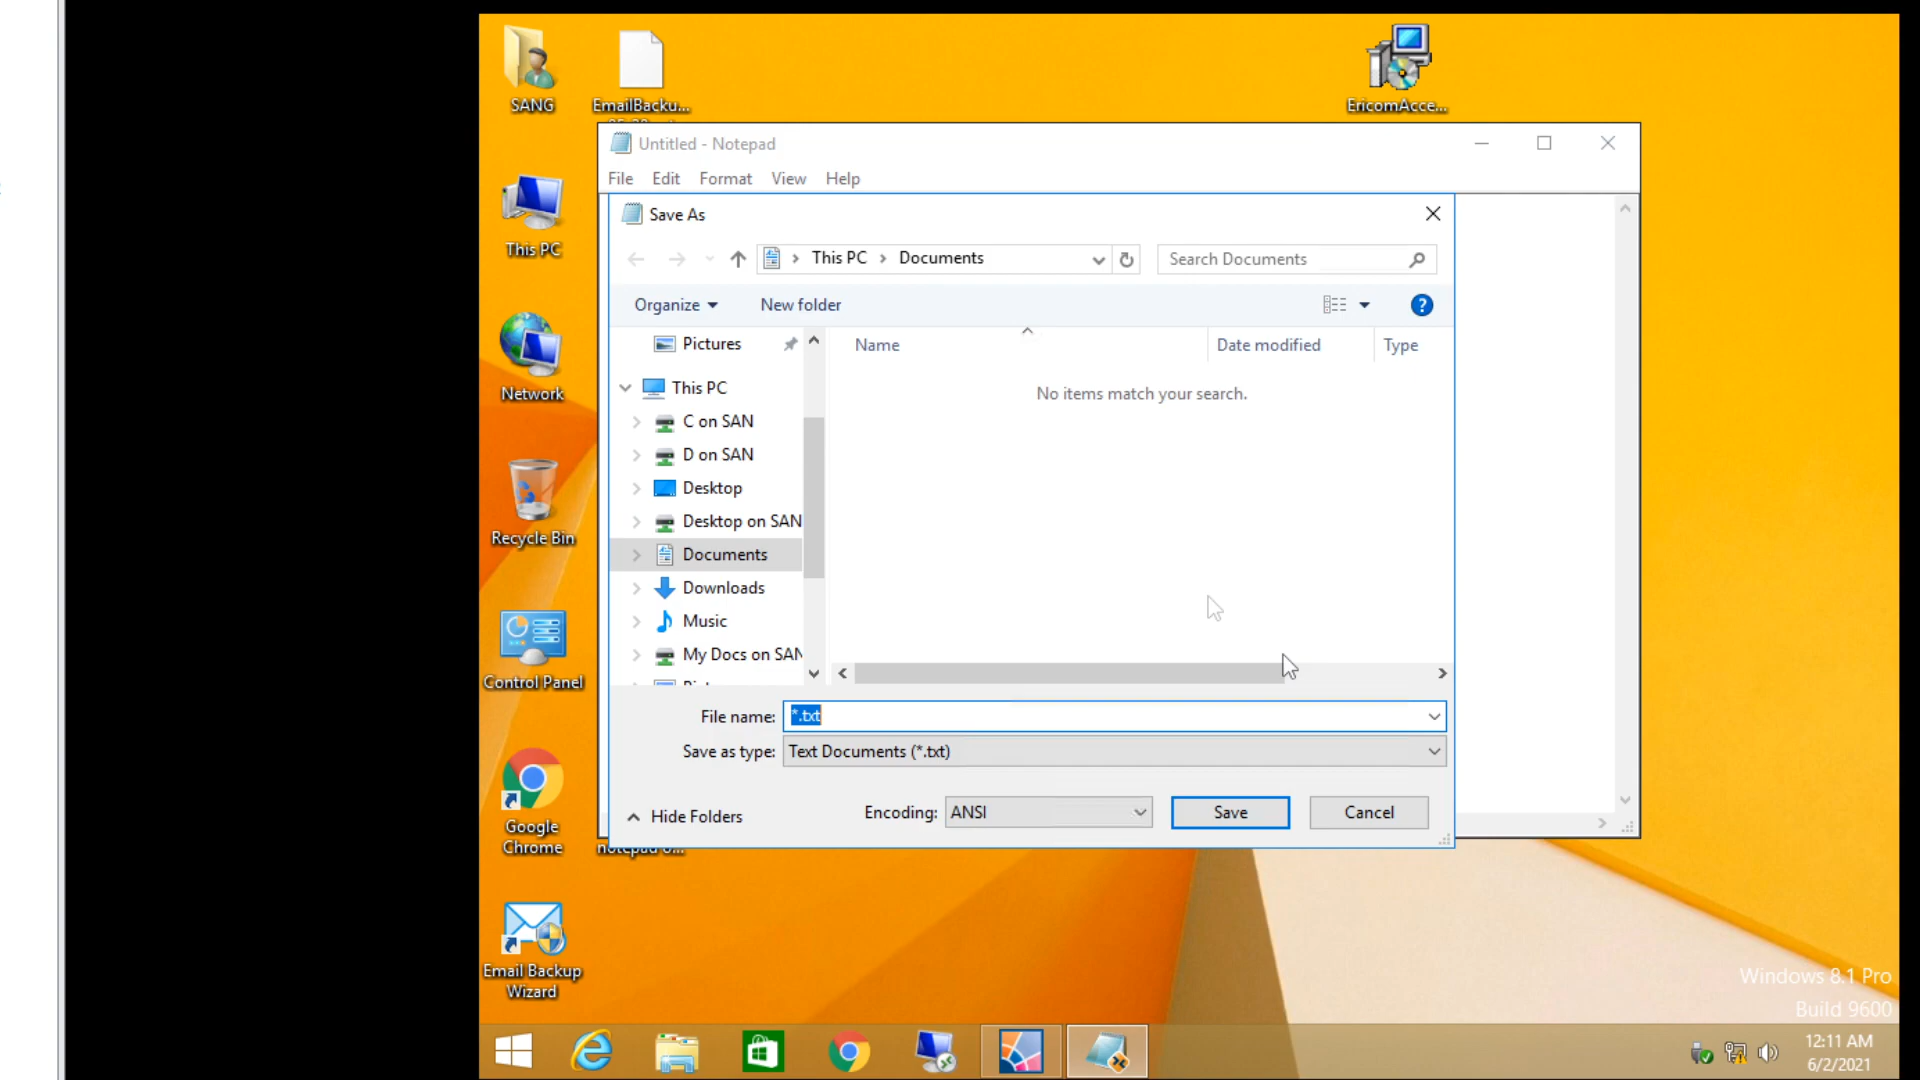 SANG
EmailBacku...
EricomAcce...
Untitled - Notepad
File Edit Format View Help
Save As
This PC Documents
Search Documents
Organize New folder
Pictures
Name Date modified Type
This PC
No items match your search.
C on SAN
D on SAN
Desktop
Desktop on SAN
Documents
Downloads
Music
My Docs on SAN
File name: *.txt
Save as type: Text Documents (*.txt)
Hide Folders
Encoding: ANSI
Save
Cancel
This PC
Network
Recycle Bin
Control Panel
Google
Chrome
Email Backup
Wizard
Windows 8.1 Pro
Build 9600
12:11 AM
6/2/2021